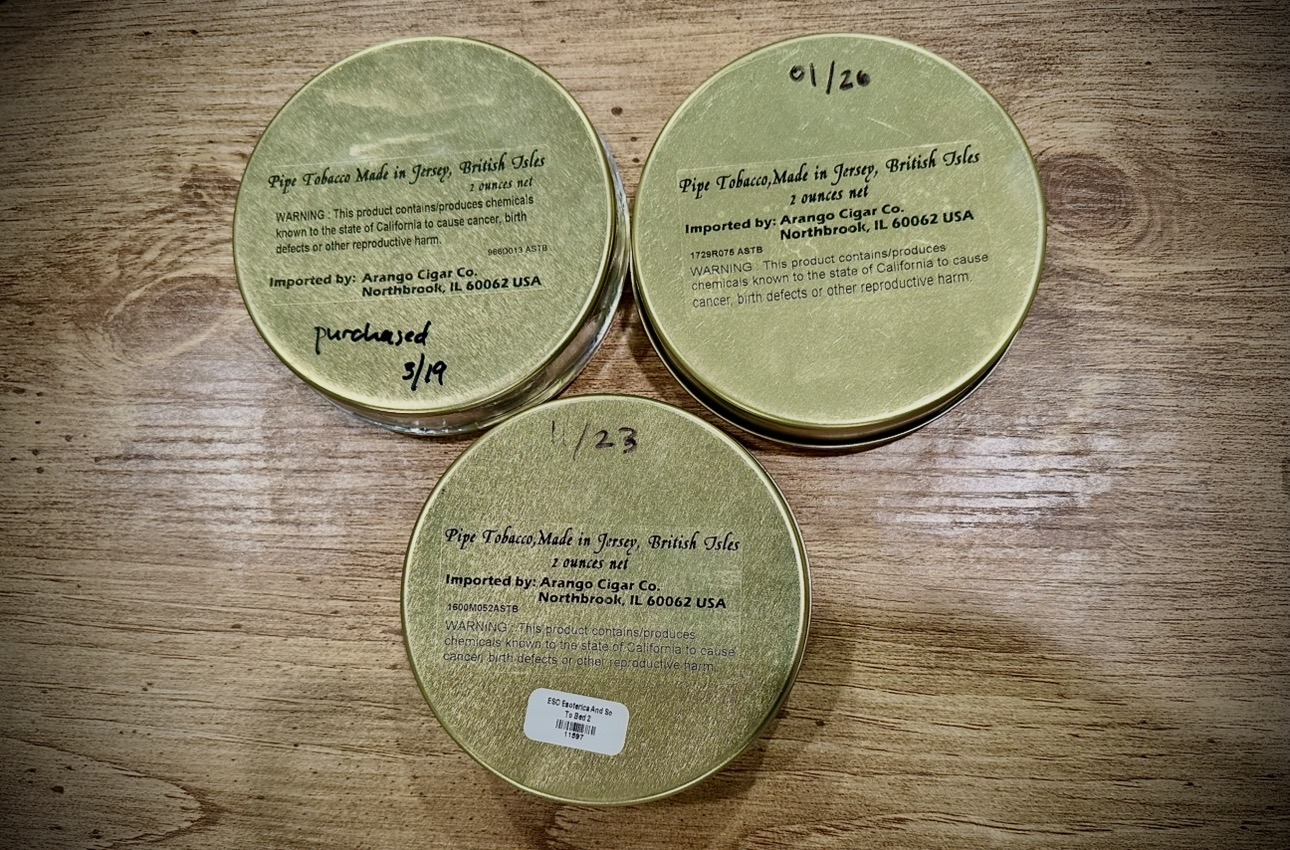 Pipe Tobacco Made in Jersey, British Isles
2 ounces net
WARNING : This product contains/produces chemicals
known to the state of California to cause cancer, birth
defects or other reproductive harm.
966D013 ASTB
Imported by: Arango Cigar Co.
Northbrook, IL 60062 USA
purchased
3/19
01/26
Pipe Tobacco,Made in Jersey, British Isles
2 ounces net
Imported by: Arango Cigar Co.
Northbrook, IL 60062 USA
1729R075 ASTB
WARNING : This product contains/produces
chemicals known to the state of California to cause
cancer, birth defects or other reproductive harm.
11/23
Pipe Tobacco,Made in Jersey, British Isles
2 ounces net
Imported by: Arango Cigar Co.
Northbrook, IL 60062 USA
1600M052ASTB
WARNING : This product contains/produces
chemicals known to the state of California to cause
cancer, birth defects or other reproductive harm.
ESO Esoterica And So
To Bed 2
11897